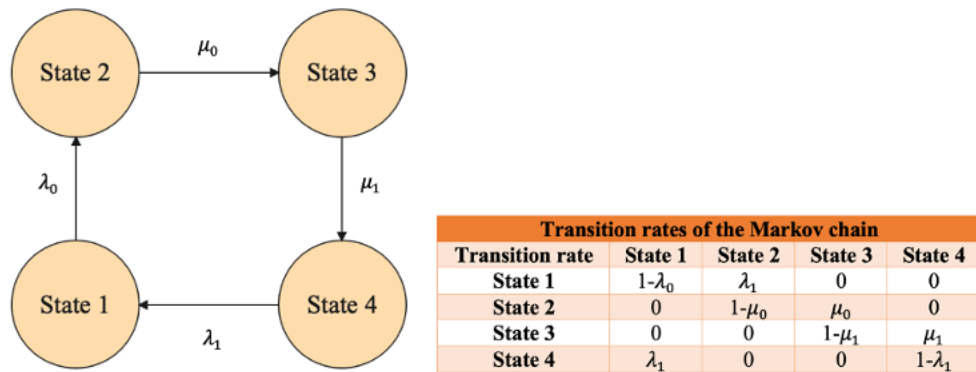 μ₀
State 2
State 3
λ₀
μ₁
State 1
State 4
λ₁
Transition rates of the Markov chain
Transition rate State 1 State 2 State 3 State 4
State 1 1-λ₀ λ₁ 0 0
State 2 0 1-μ₀ μ₀ 0
State 3 0 0 1-μ₁ μ₁
State 4 λ₁ 0 0 1-λ₁